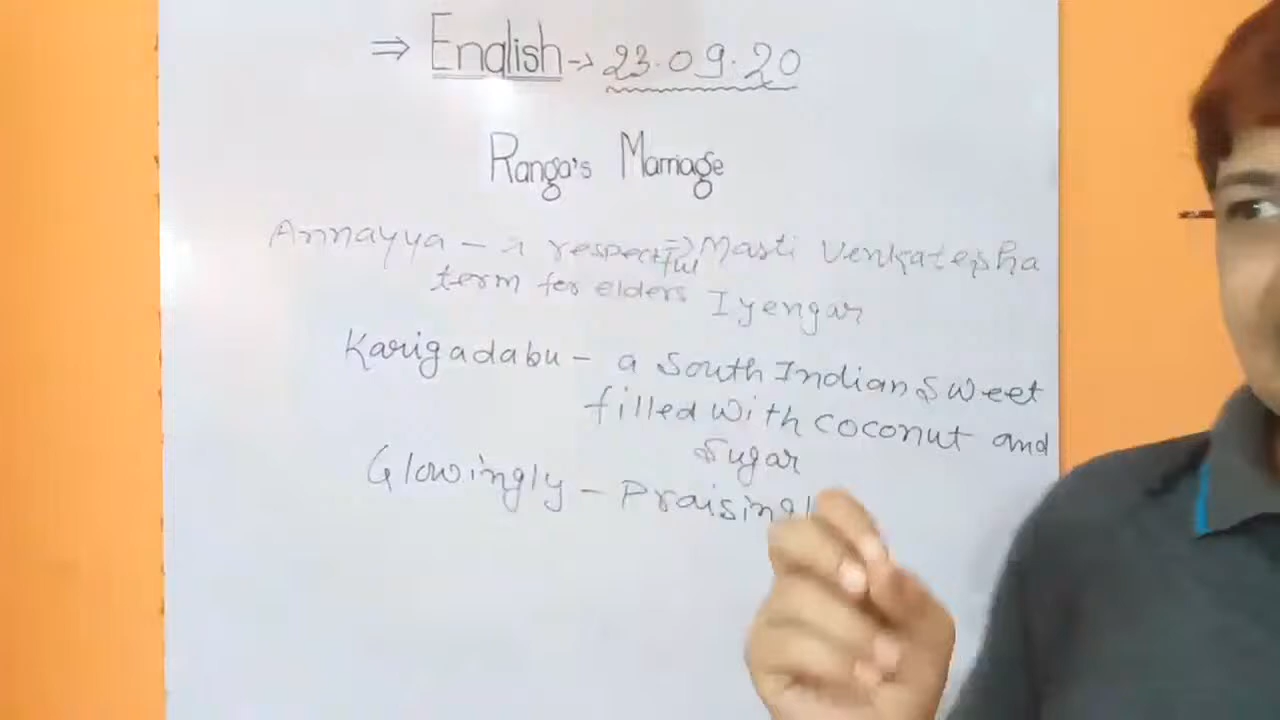 ⇒ English → 23.09.20
Ranga's Marriage
Annayya - a respectful
⇒ Masti Venkatesha
term for elders
Iyengar
Karigadabu - a South Indian Sweet
filled with coconut and
Sugar
Glowingly - Praisingl